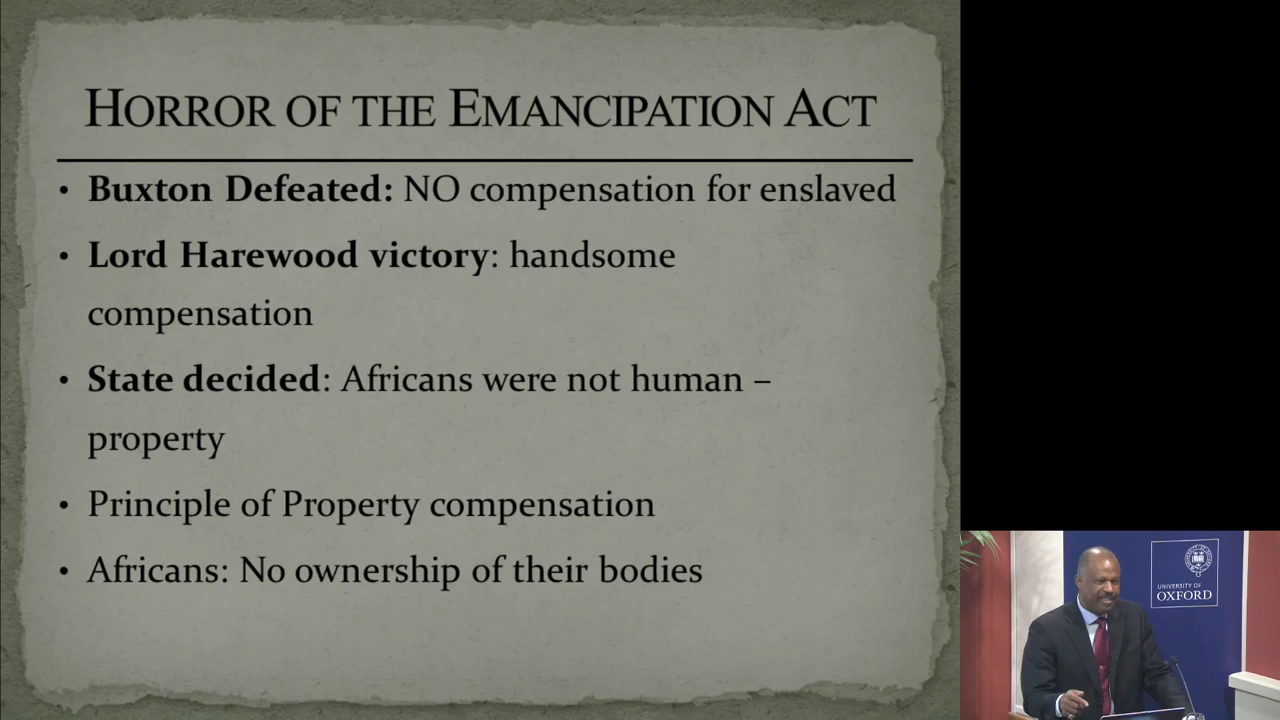 HORROR OF THE EMANCIPATION ACT
• Buxton Defeated: NO compensation for enslaved
• Lord Harewood victory: handsome
compensation
• State decided: Africans were not human –
property
• Principle of Property compensation
• Africans: No ownership of their bodies
UNIVERSITY OF
OXFORD